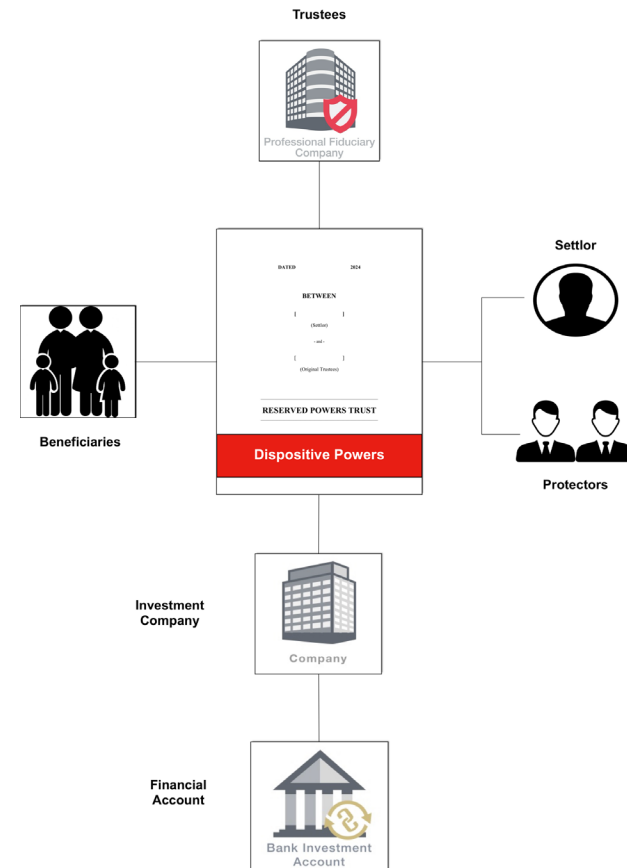 Trustees
Professional Fiduciary
Company
DATED 2024
BETWEEN
[ ]
(Settlor)
- and -
[ ]
(Original Trustees)
RESERVED POWERS TRUST
Dispositive Powers
Settlor
Beneficiaries
Protectors
Investment
Company
Company
Financial
Account
Bank Investment
Account